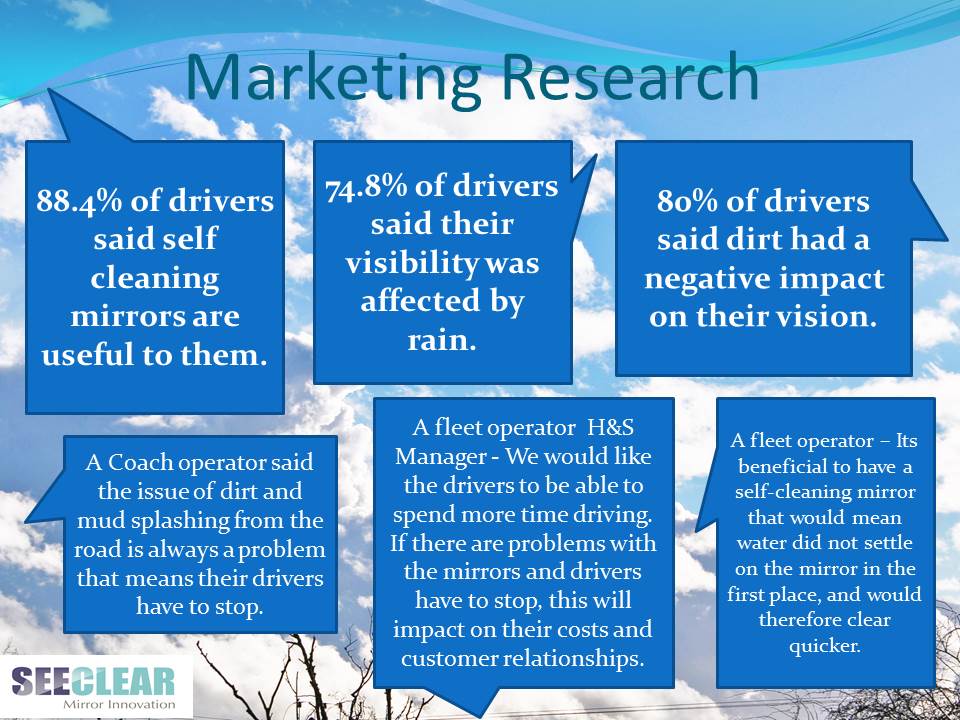 Marketing Research
88.4% of drivers
said self
cleaning
mirrors are
useful to them.
74.8% of drivers
said their
visibility was
affected by
rain.
80% of drivers
said dirt had a
negative impact
on their vision.
A Coach operator said
the issue of dirt and
mud splashing from the
road is always a problem
that means their drivers
have to stop.
A fleet operator H&S
Manager - We would like
the drivers to be able to
spend more time driving.
If there are problems with
the mirrors and drivers
have to stop, this will
impact on their costs and
customer relationships.
A fleet operator – Its
beneficial to have a
self-cleaning mirror
that would mean
water did not settle
on the mirror in the
first place, and would
therefore clear
quicker.
SEECLEAR
Mirror Innovation